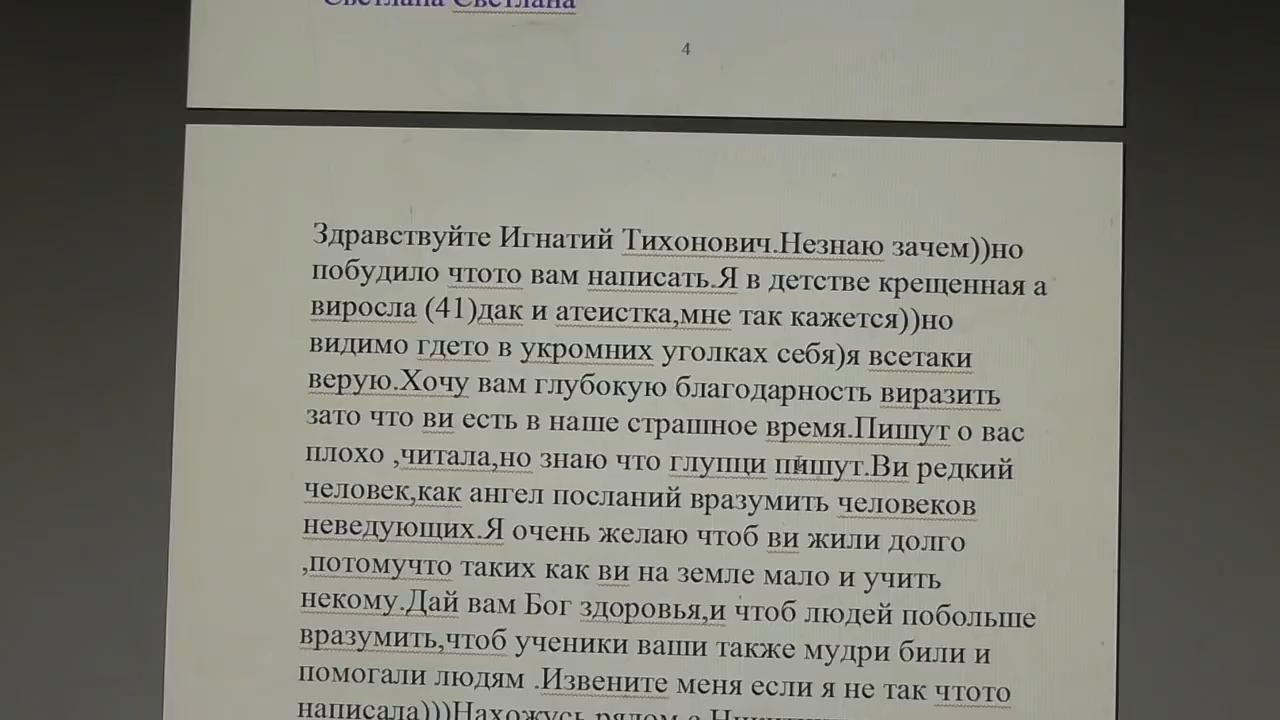 Светлана Светлана
4
Здравствуйте Игнатий Тихонович.Незнаю зачем))но
побудило чтото вам написать.Я в детстве крещенная а
виросла (41)дак и атеистка,мне так кажется))но
видимо гдето в укромних уголках себя)я всетаки
верую.Хочу вам глубокую благодарность виразить
зато что ви есть в наше страшное время.Пишут о вас
плохо ,читала,но знаю что глупци пишут.Ви редкий
человек,как ангел посланий вразумить человеков
неведующих.Я очень желаю чтоб ви жили долго
,потомучто таких как ви на земле мало и учить
некому.Дай вам Бог здоровья,и чтоб людей побольше
вразумить,чтоб ученики ваши также мудри били и
помогали людям .Извените меня если я не так чтото
написала)))Нахожусь рядом с